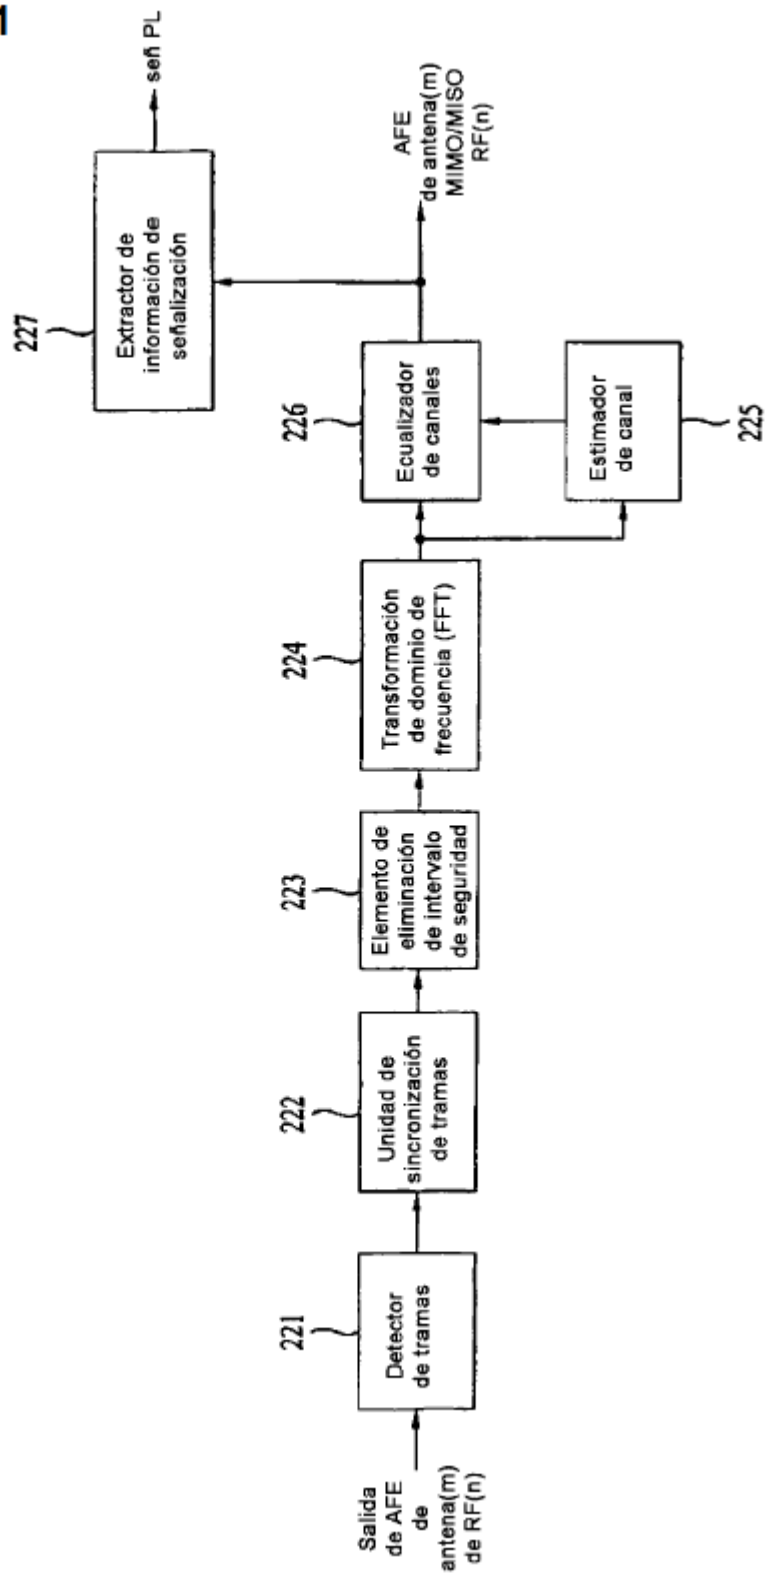 1
Salida
de AFE
de
antena(m)
de RF(n)
221
Detector
de tramas
222
Unidad de
sincronización
de tramas
223
Elemento de
eliminación
de intervalo
de seguridad
224
Transformación
de dominio de
frecuencia (FFT)
226
Ecualizador
de canales
225
Estimador
de canal
227
Extractor de
información de
señalización
señ PL
AFE
de antena(m)
MIMO/MISO
RF(n)